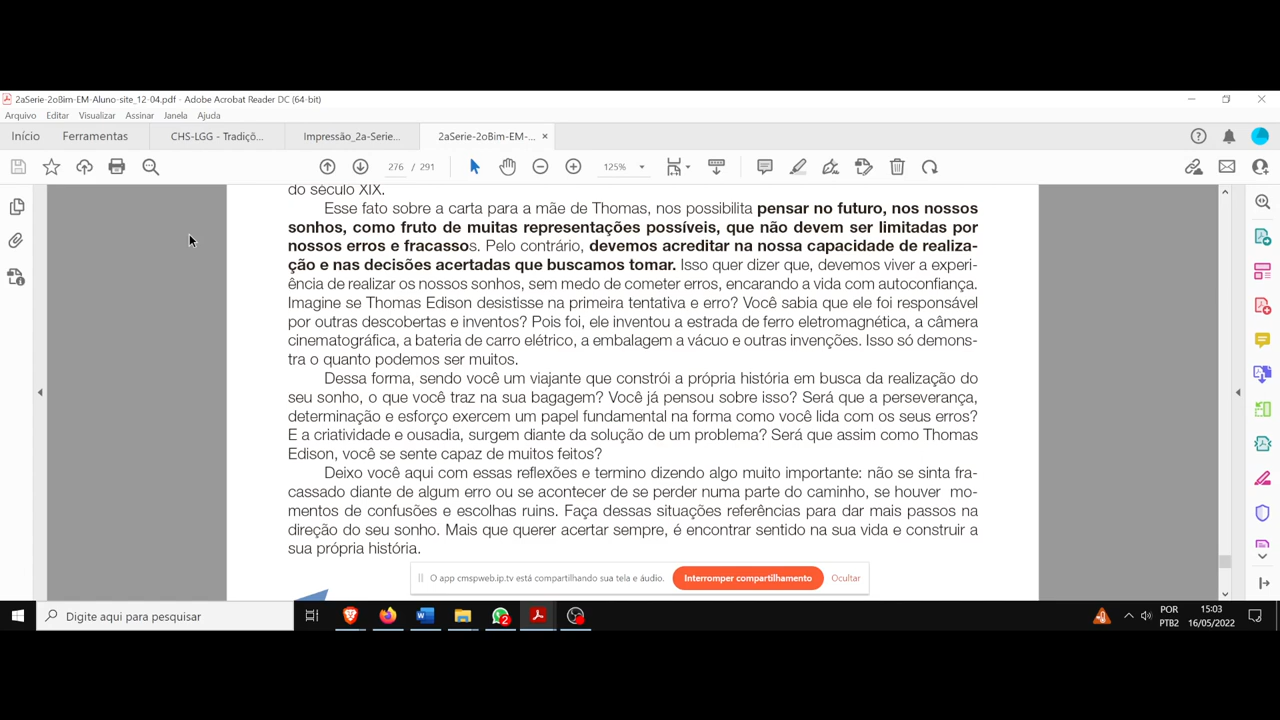 2aSerie-2oBim-EM-Aluno-site_12-04.pdf - Adobe Acrobat Reader DC (64-bit)
Arquivo Editar Visualizar Assinar Janela Ajuda
Início Ferramentas CHS-LGG - Tradiçõ... Impressão_2a-Serie... 2aSerie-2oBim-EM-... ×
276 / 291 125%
do século XIX.
Esse fato sobre a carta para a mãe de Thomas, nos possibilita pensar no futuro, nos nossos
sonhos, como fruto de muitas representações possíveis, que não devem ser limitadas por
nossos erros e fracassos. Pelo contrário, devemos acreditar na nossa capacidade de realiza-
ção e nas decisões acertadas que buscamos tomar. Isso quer dizer que, devemos viver a experi-
ência de realizar os nossos sonhos, sem medo de cometer erros, encarando a vida com autoconfiança.
Imagine se Thomas Edison desistisse na primeira tentativa e erro? Você sabia que ele foi responsável
por outras descobertas e inventos? Pois foi, ele inventou a estrada de ferro eletromagnética, a câmera
cinematográfica, a bateria de carro elétrico, a embalagem a vácuo e outras invenções. Isso só demons-
tra o quanto podemos ser muitos.
Dessa forma, sendo você um viajante que constrói a própria história em busca da realização do
seu sonho, o que você traz na sua bagagem? Você já pensou sobre isso? Será que a perseverança,
determinação e esforço exercem um papel fundamental na forma como você lida com os seus erros?
E a criatividade e ousadia, surgem diante da solução de um problema? Será que assim como Thomas
Edison, você se sente capaz de muitos feitos?
Deixo você aqui com essas reflexões e termino dizendo algo muito importante: não se sinta fra-
cassado diante de algum erro ou se acontecer de se perder numa parte do caminho, se houver mo-
mentos de confusões e escolhas ruins. Faça dessas situações referências para dar mais passos na
direção do seu sonho. Mais que querer acertar sempre, é encontrar sentido na sua vida e construir a
sua própria história.
O app cmspweb.ip.tv está compartilhando sua tela e áudio. Interromper compartilhamento Ocultar
Digite aqui para pesquisar 2 POR 15:03
PTB2 16/05/2022